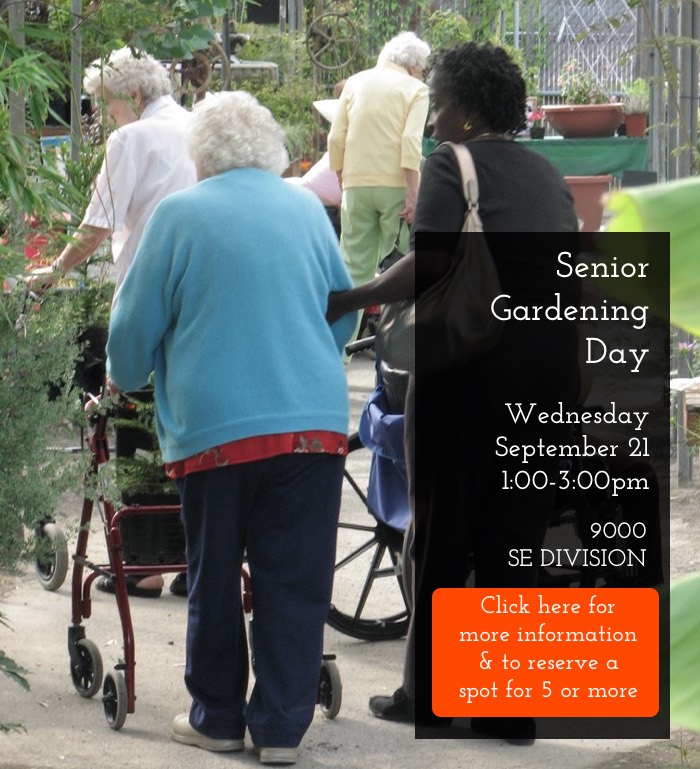 Senior
Gardening
Day
Wednesday
September 21
1:00-3:00pm
9000
SE DIVISION
Click here for
more information
& to reserve a
spot for 5 or more